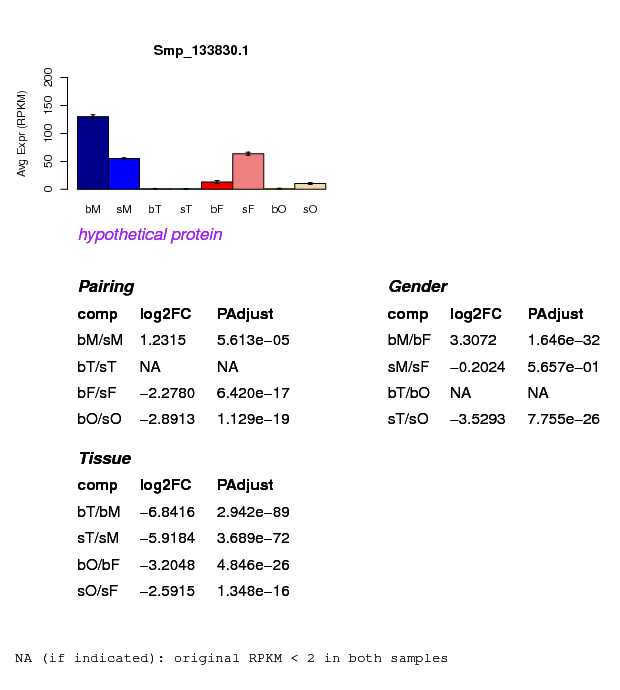 Smp_133830.1
Avg Expr (RPKM)
200
150
100
50
0
bM sM bT sT bF sF bO sO
hypothetical protein
Pairing
comp log2FC PAdjust
bM/sM 1.2315 5.613e−05
bT/sT NA NA
bF/sF −2.2780 6.420e−17
bO/sO −2.8913 1.129e−19
Gender
comp log2FC PAdjust
bM/bF 3.3072 1.646e−32
sM/sF −0.2024 5.657e−01
bT/bO NA NA
sT/sO −3.5293 7.755e−26
Tissue
comp log2FC PAdjust
bT/bM −6.8416 2.942e−89
sT/sM −5.9184 3.689e−72
bO/bF −3.2048 4.846e−26
sO/sF −2.5915 1.348e−16
NA (if indicated): original RPKM < 2 in both samples